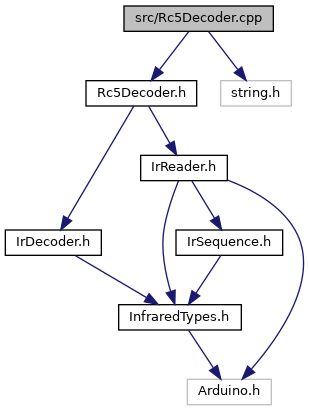 src/Rc5Decoder.cpp
Rc5Decoder.h
string.h
IrReader.h
IrDecoder.h
IrSequence.h
InfraredTypes.h
Arduino.h